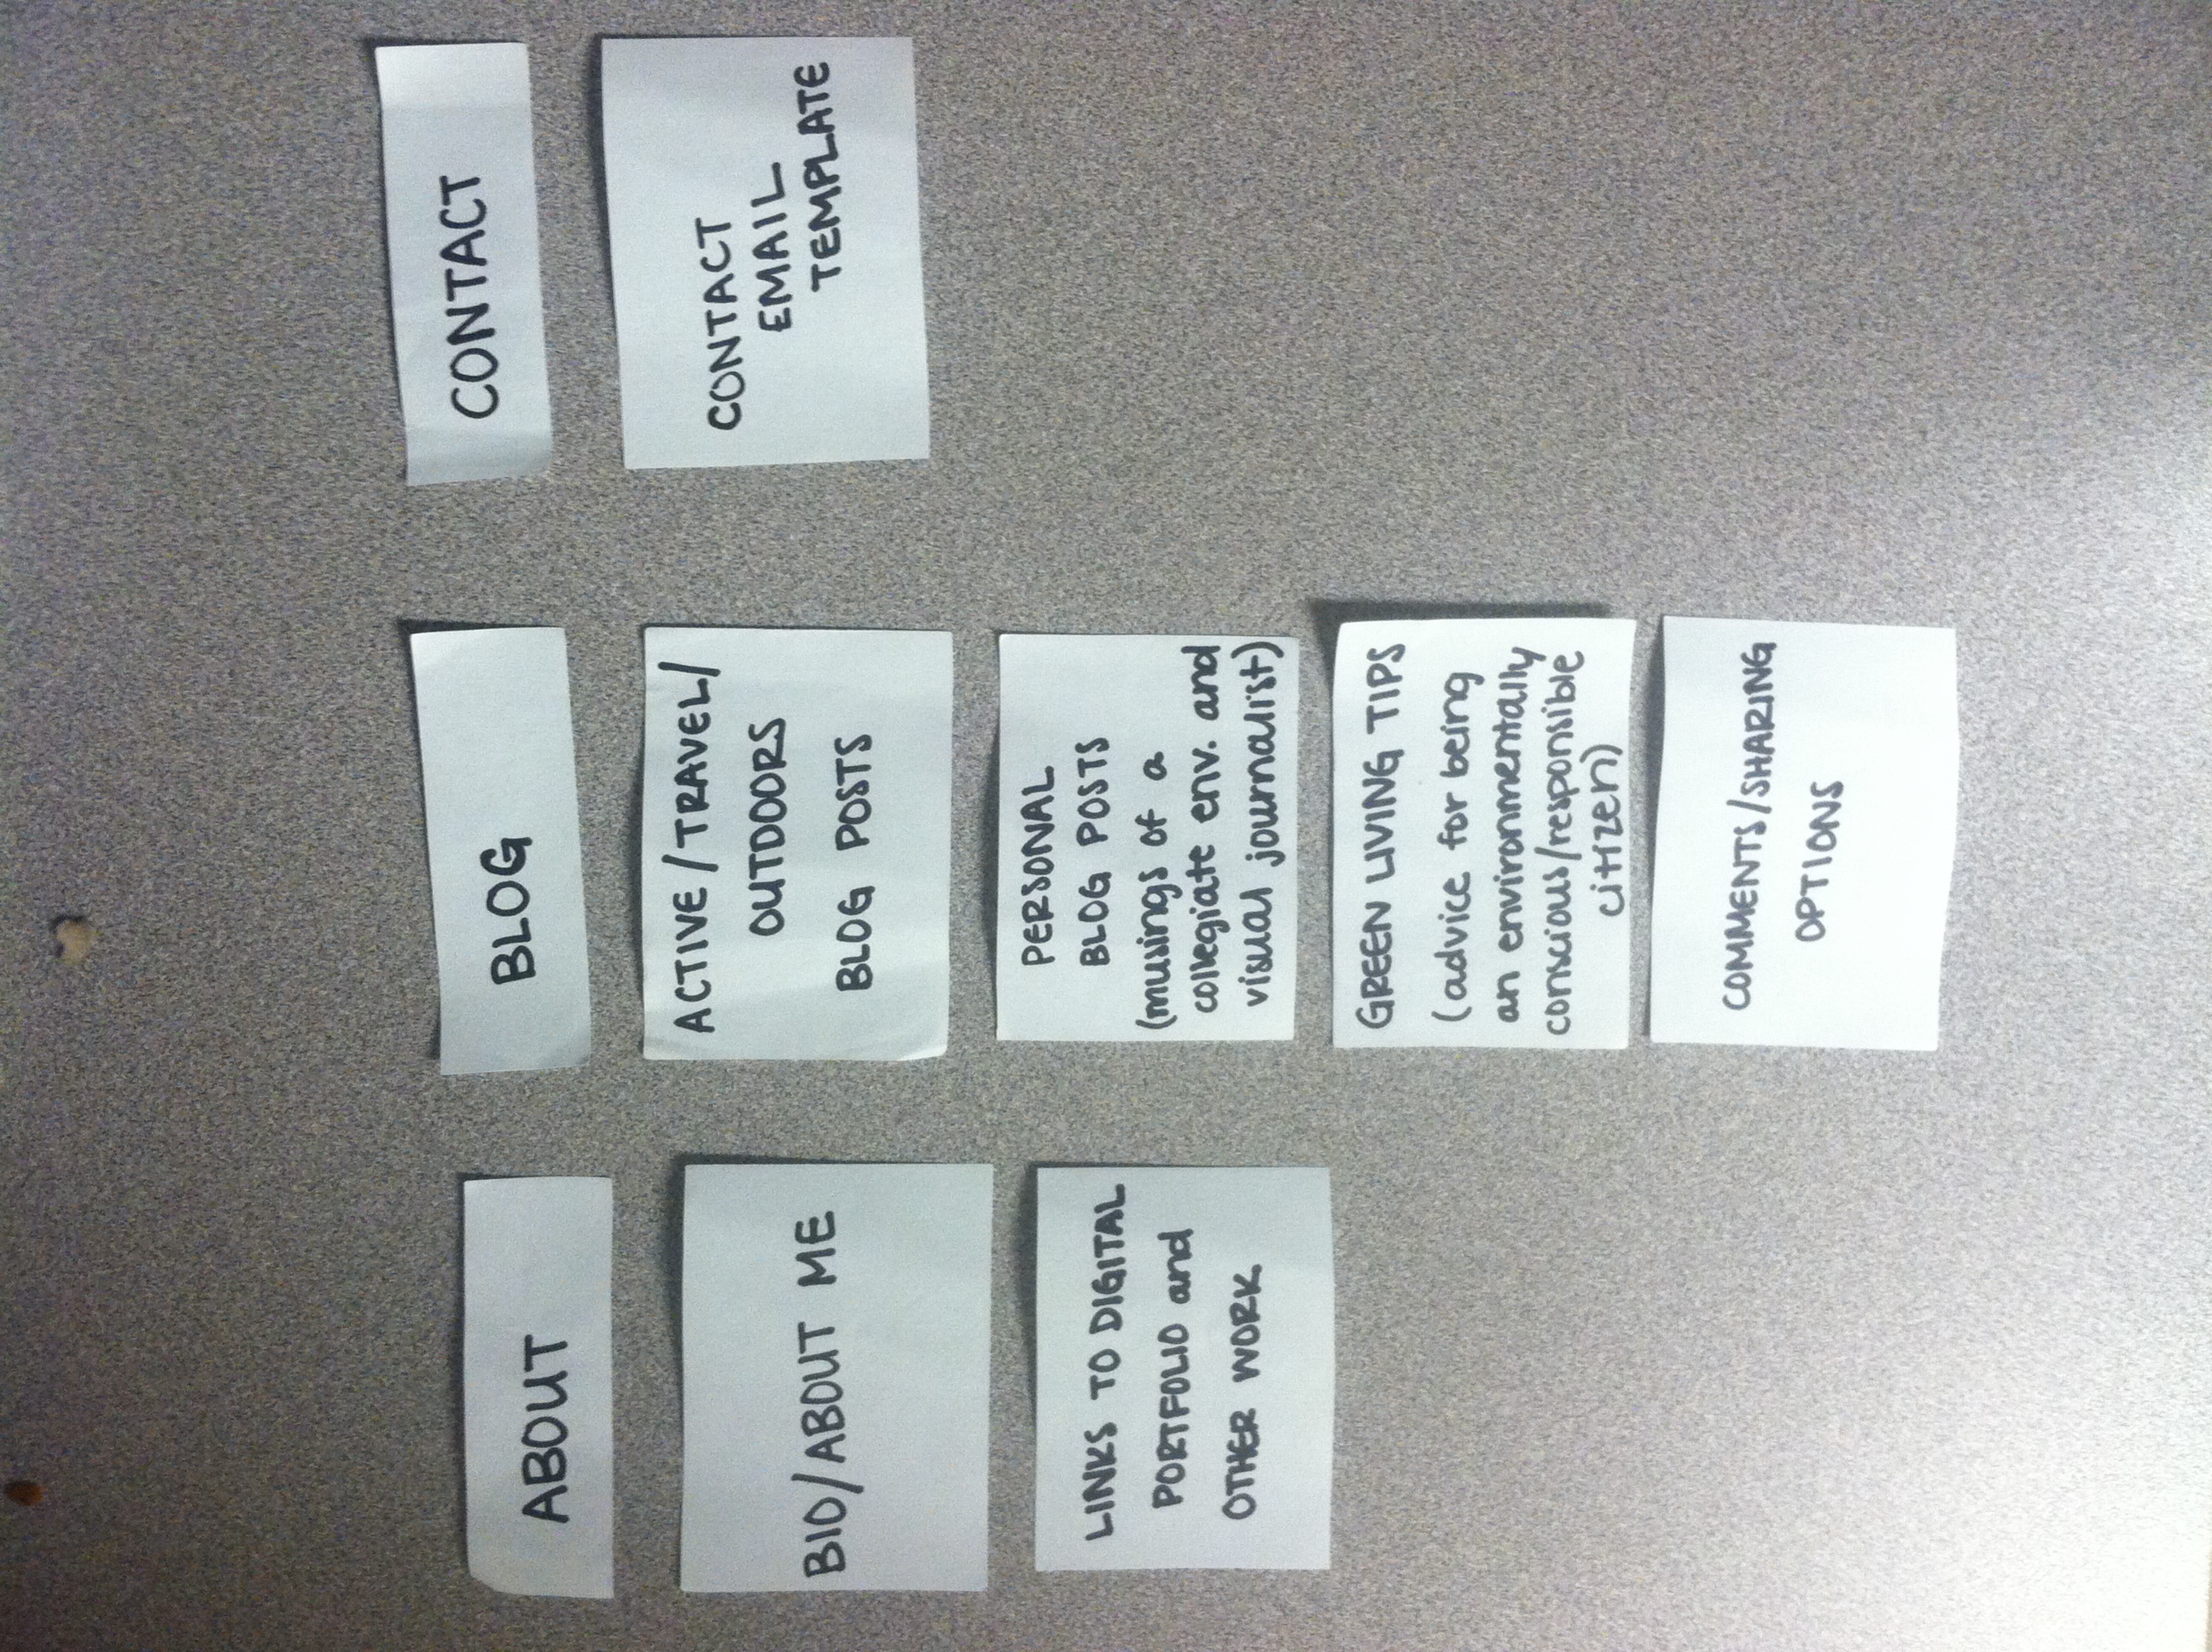 ABOUT
BIO/ABOUT ME
LINKS TO DIGITAL
PORTFOLIO and
OTHER WORK
BLOG
ACTIVE/TRAVEL/
OUTDOORS
BLOG POSTS
PERSONAL
BLOG POSTS
(musings of a
collegiate env. and
visual journalist)
GREEN LIVING TIPS
(advice for being
an environmentally
conscious/responsible
citizen)
COMMENTS/SHARING
OPTIONS
CONTACT
CONTACT
EMAIL
TEMPLATE